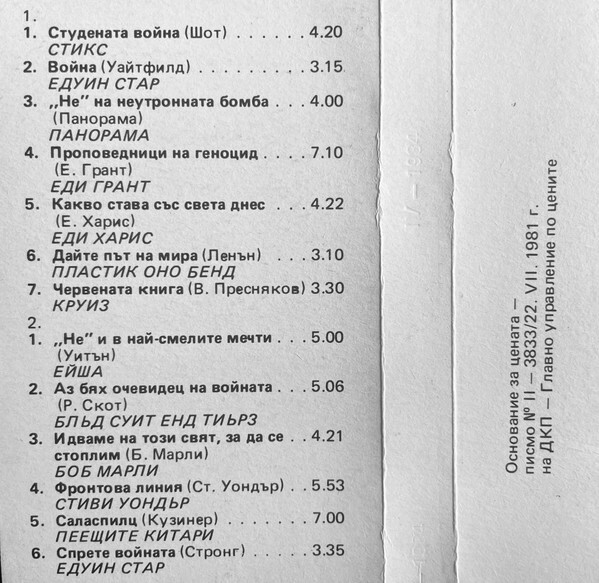 1.
1. Студената война (Шот) . . . . . 4.20
СТИКС
2. Война (Уайтфилд) . . . . . . . . . 3.15
ЕДУИН СТАР
3. „Не” на неутронната бомба . . . 4.00
(Панорама)
ПАНОРАМА
4. Проповедници на геноцид . . . . 7.10
(Е. Грант)
ЕДИ ГРАНТ
5. Какво става със света днес . . . 4.22
(Е. Харис)
ЕДИ ХАРИС
6. Дайте път на мира (Ленън) . . . 3.10
ПЛАСТИК ОНО БЕНД
7. Червената книга (В. Пресняков) 3.30
КРУИЗ
2.
1. „Не” и в най-смелите мечти . . . 5.00
(Уитън)
ЕЙША
2. Аз бях очевидец на войната . . . 5.06
(Р. Скот)
БЛЪД СУИТ ЕНД ТИЪРЗ
3. Идваме на този свят, за да се . . 4.21
стоплим (Б. Марли)
БОБ МАРЛИ
4. Фронтова линия (Ст. Уондър) . . 5.53
СТИВИ УОНДЪР
5. Саласпилц (Кузинер) . . . . . . . 7.00
ПЕЕЩИТЕ КИТАРИ
6. Спрете войната (Стронг) . . . . 3.35
ЕДУИН СТАР
Основание за цената –
писмо № II – 3833/22. VII. 1981 г.
на ДКП – Главно управление по цените